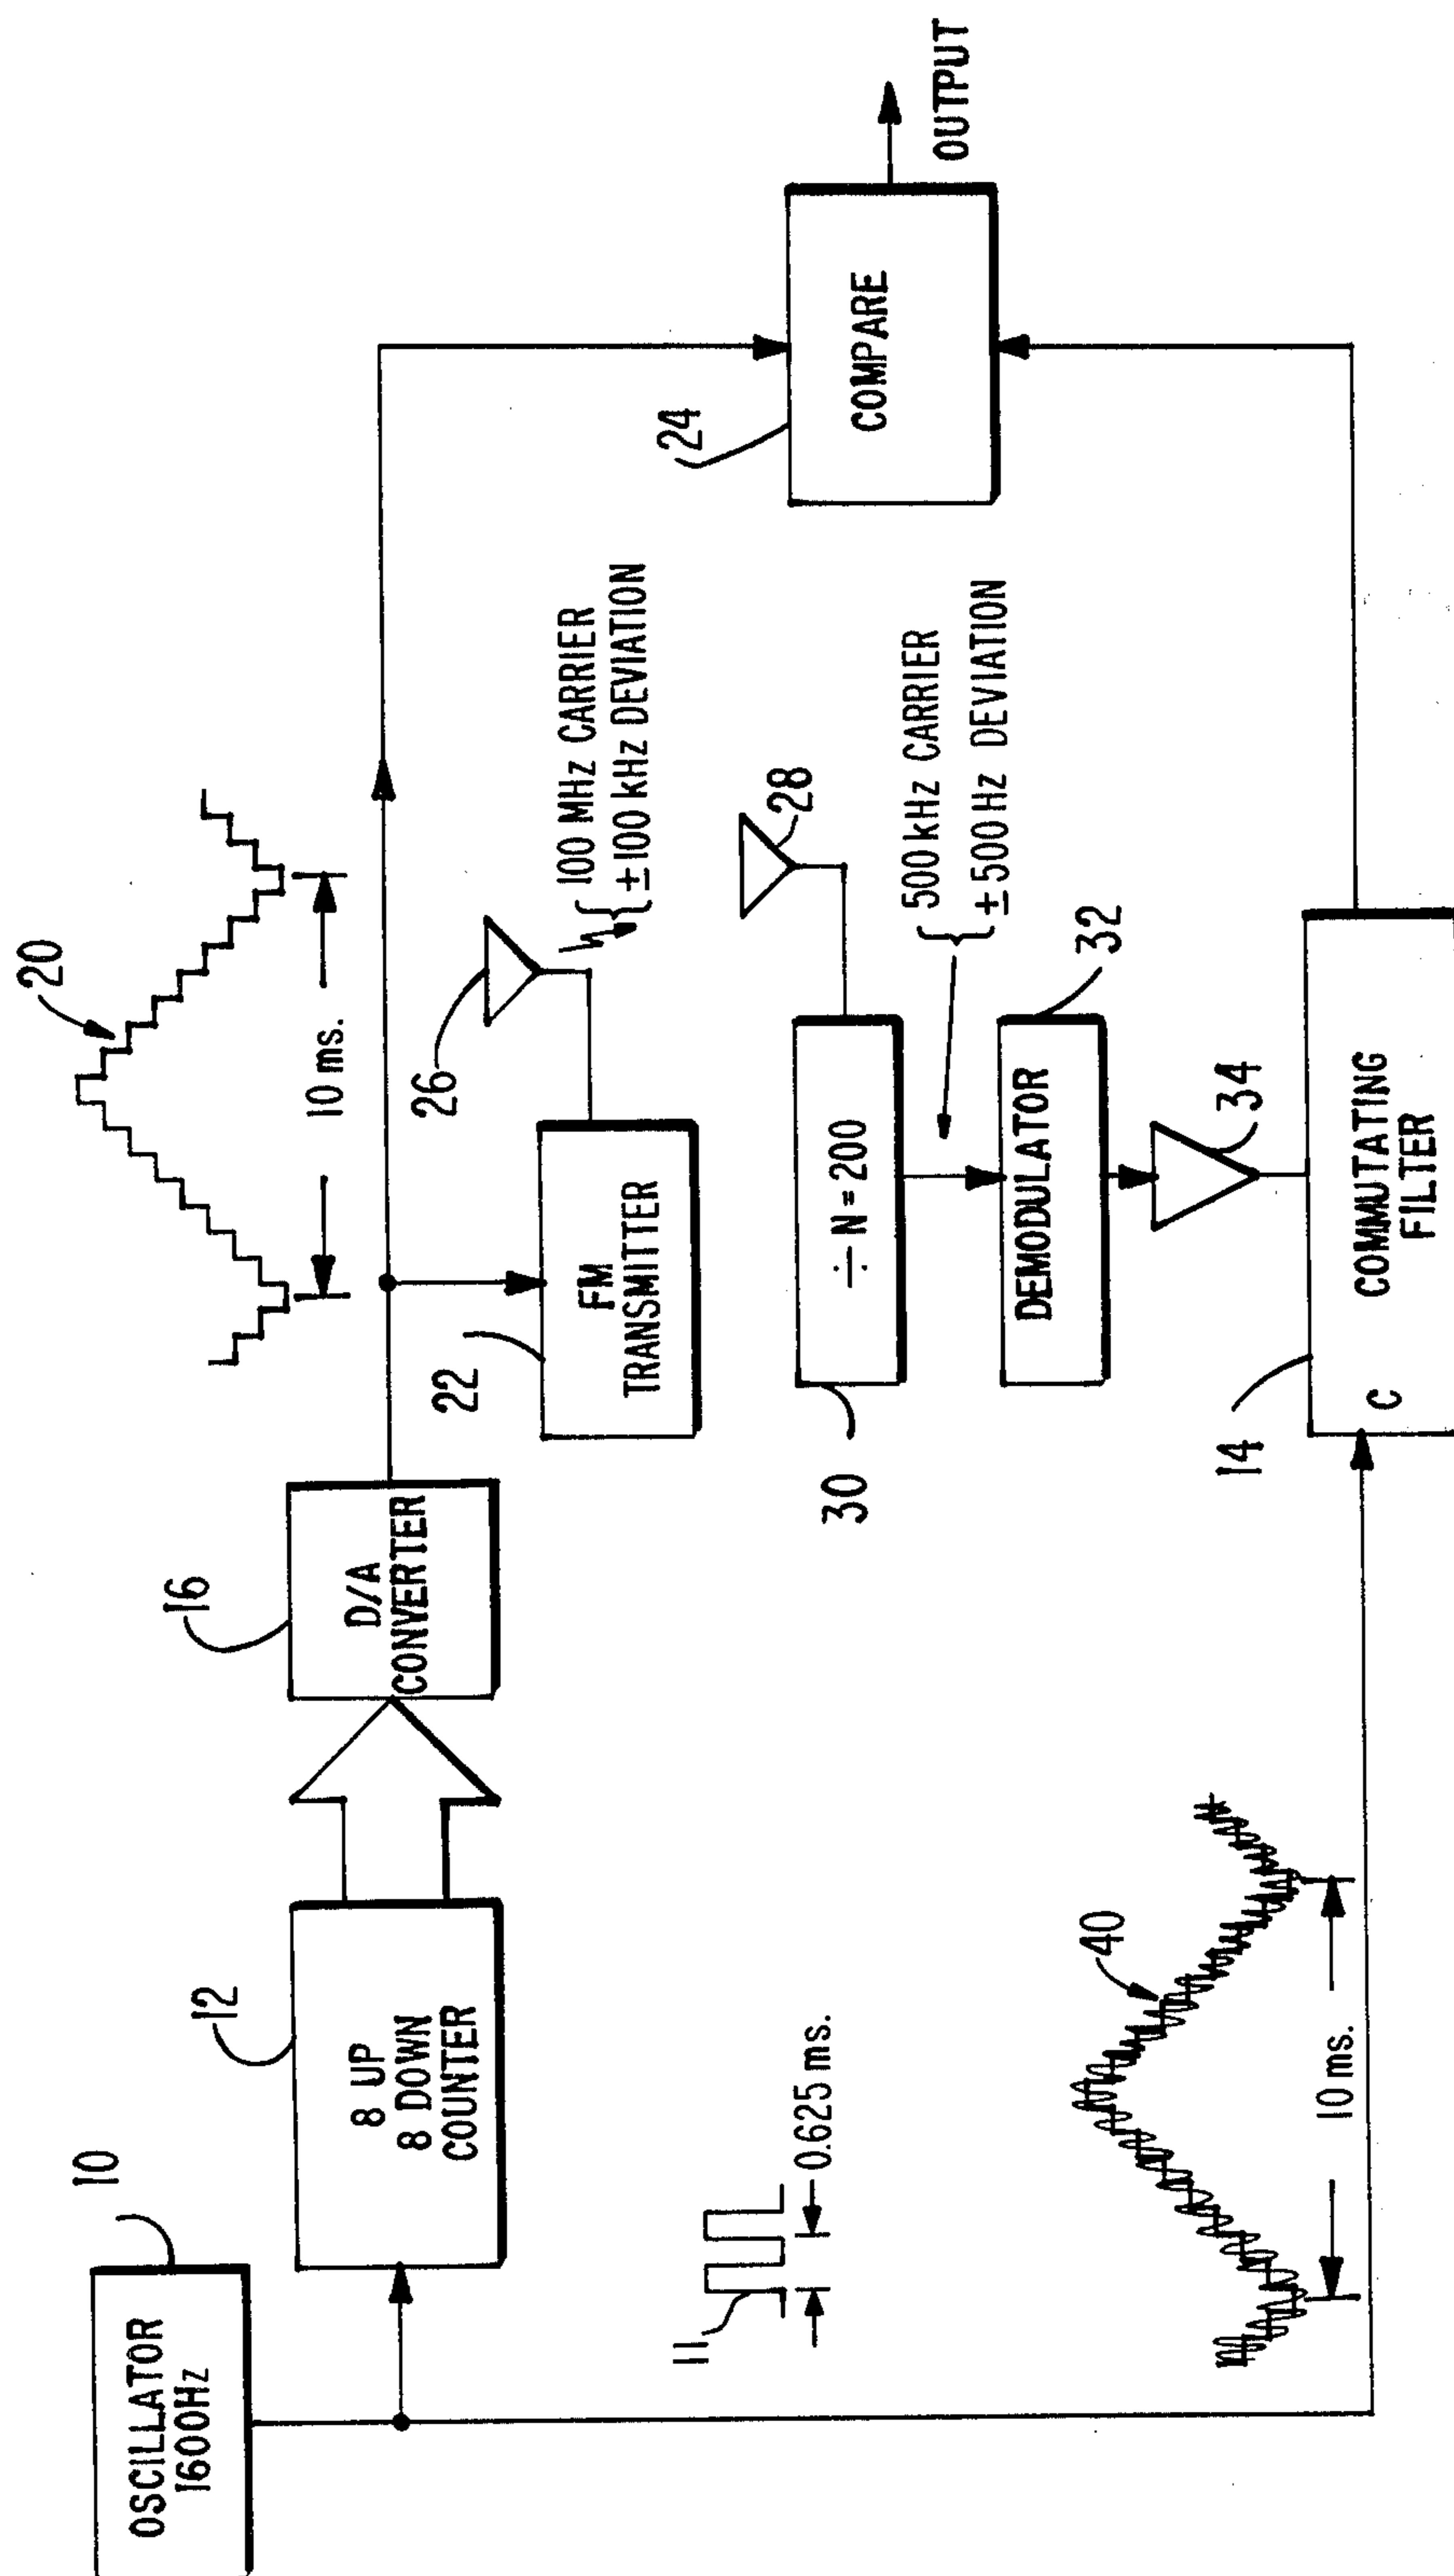 10
OSCILLATOR
1600Hz
12
8 UP
8 DOWN
COUNTER
16
D/A
CONVERTER
20
10 ms.
22
FM
TRANSMITTER
26
100 MHz CARRIER
±100 kHz DEVIATION
24
COMPARE
OUTPUT
11
0.625 ms.
28
30
÷ N = 200
500 kHz CARRIER
±500 Hz DEVIATION
32
DEMODULATOR
34
40
10 ms.
14
C
COMMUTATING
FILTER